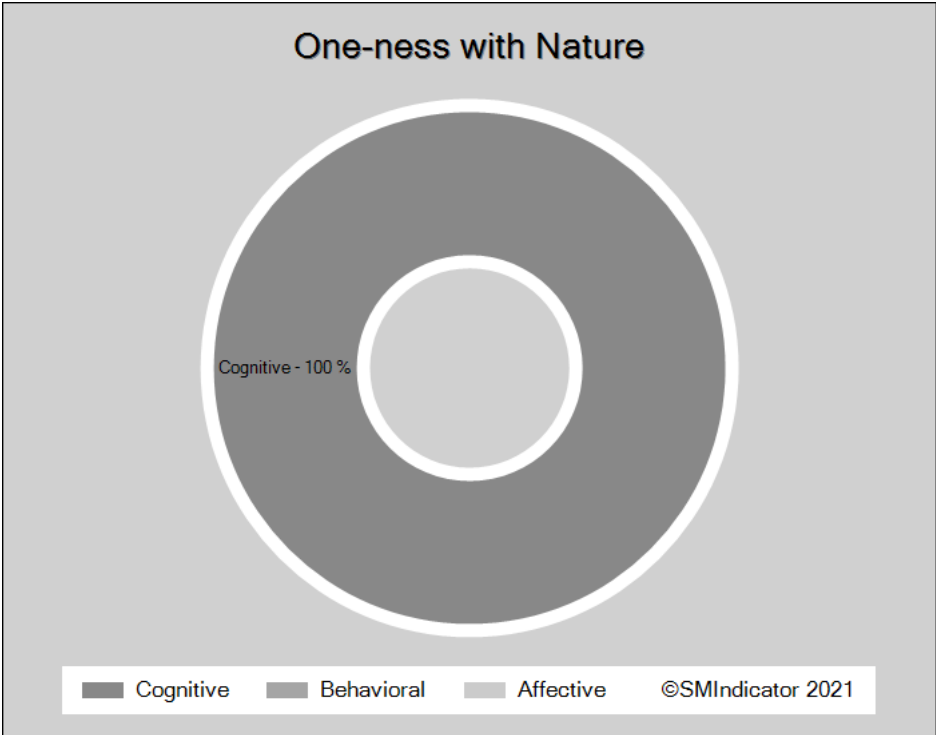 One-ness with Nature
Cognitive - 100 %
Cognitive Behavioral Affective ©SMIndicator 2021